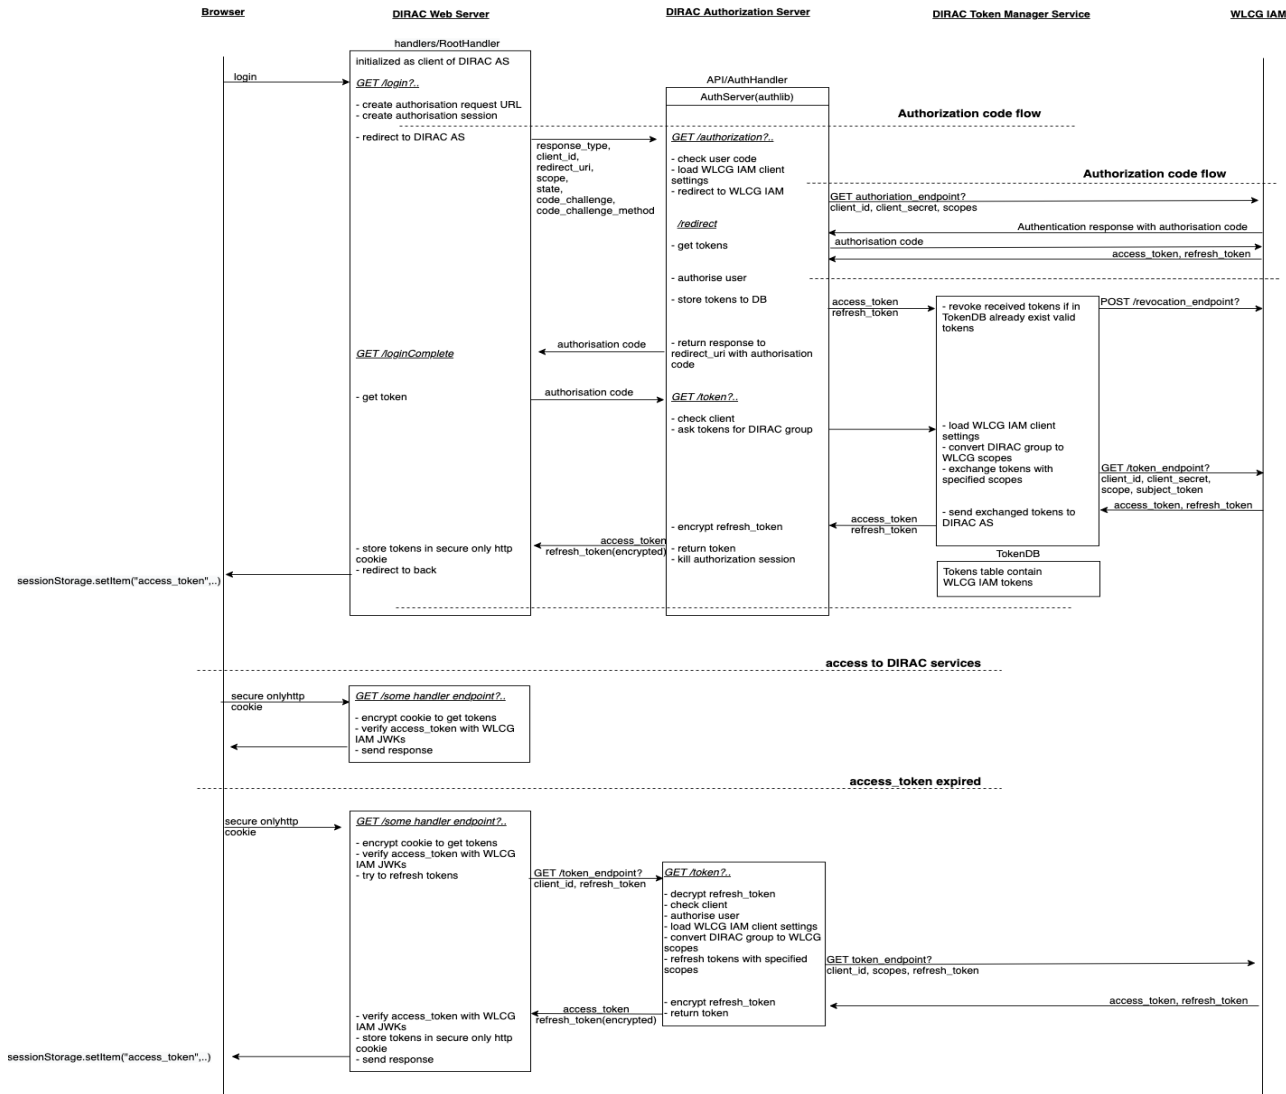 Browser
DIRAC Web Server
DIRAC Authorization Server
DIRAC Token Manager Service
WLCG IAM
handlers/RootHandler
initialized as client of DIRAC AS
login
GET /login?..
- create authorisation request URL
- create authorisation session
- redirect to DIRAC AS
API/AuthHandler
AuthServer(authlib)
Authorization code flow
response_type,
client_id,
redirect_uri,
scope,
state,
code_challenge,
code_challenge_method
GET /authorization?..
- check user code
- load WLCG IAM client
settings
- redirect to WLCG IAM
Authorization code flow
GET authoriation_endpoint?
client_id, client_secret, scopes
/redirect
Authentication response with authorisation code
- get tokens
authorisation code
access_token, refresh_token
- authorise user
- store tokens to DB
access_token
refresh_token
- revoke received tokens if in
TokenDB already exist valid
tokens
POST /revocation_endpoint?
- return response to
redirect_uri with authorisation
code
authorisation code
GET /loginComplete
- get token
authorisation code
GET /token?..
- check client
- ask tokens for DIRAC group
- load WLCG IAM client
settings
- convert DIRAC group to
WLCG scopes
- exchange tokens with
specified scopes
GET /token_endpoint?
client_id, client_secret,
scope, subject_token
access_token, refresh_token
- send exchanged tokens to
DIRAC AS
access_token
refresh_token
- encrypt refresh_token
- return token
- kill authorization session
access_token
refresh_token(encrypted)
- store tokens in secure only http
cookie
- redirect to back
sessionStorage.setItem("access_token",..)
TokenDB
Tokens table contain
WLCG IAM tokens
access to DIRAC services
secure onlyhttp
cookie
GET /some handler endpoint?..
- encrypt cookie to get tokens
- verify access_token with WLCG
IAM JWKs
- send response
access_token expired
secure onlyhttp
cookie
GET /some handler endpoint?..
- encrypt cookie to get tokens
- verify access_token with WLCG
IAM JWKs
- try to refresh tokens
GET /token_endpoint?
client_id, refresh_token
GET /token?..
- decrypt refresh_token
- check client
- authorise user
- load WLCG IAM client settings
- convert DIRAC group to WLCG
scopes
- refresh tokens with specified
scopes
GET token_endpoint?
client_id, scopes, refresh_token
access_token, refresh_token
- encrypt refresh_token
- return token
access_token
refresh_token(encrypted)
- verify access_token with WLCG
IAM JWKs
- store tokens in secure only http
cookie
- send response
sessionStorage.setItem("access_token",..)